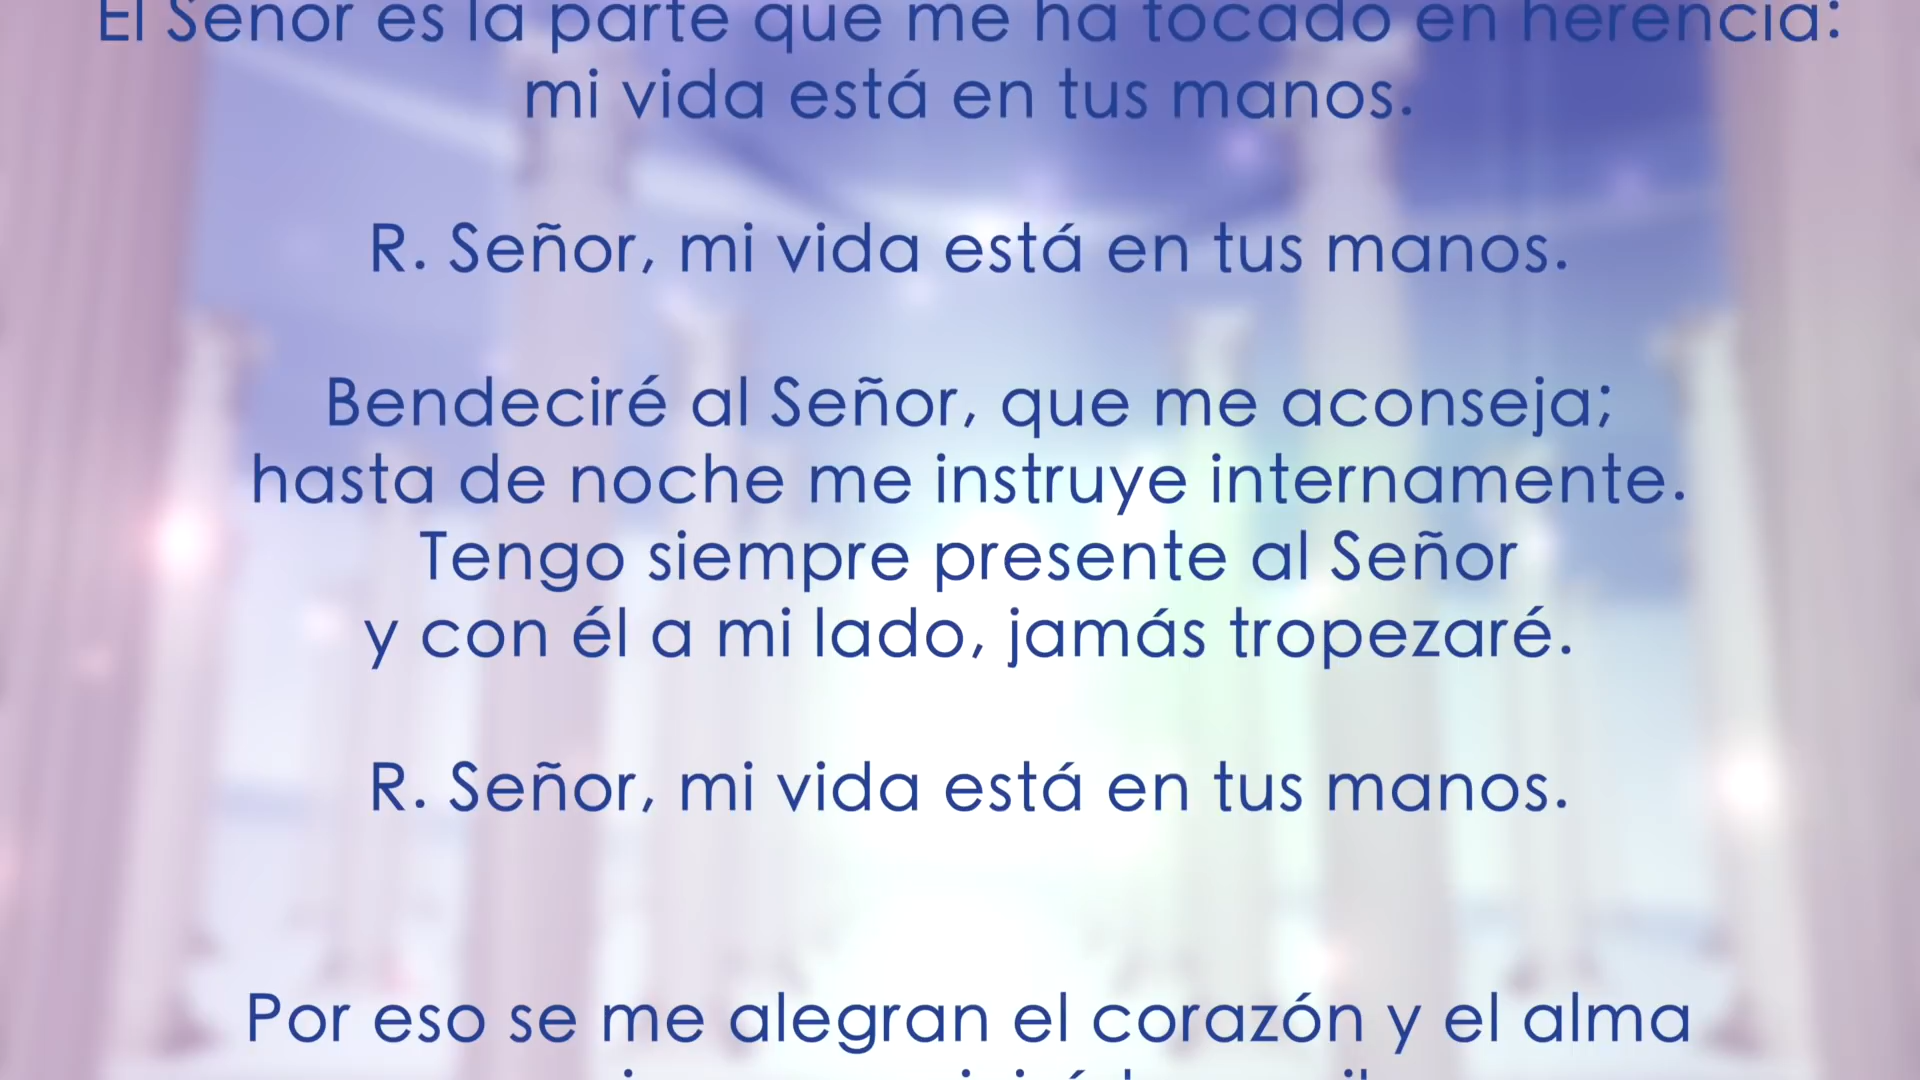 El Señor es la parte que me ha tocado en herencia:
mi vida está en tus manos.
R. Señor, mi vida está en tus manos.
Bendeciré al Señor, que me aconseja;
hasta de noche me instruye internamente.
Tengo siempre presente al Señor
y con él a mi lado, jamás tropezaré.
R. Señor, mi vida está en tus manos.
Por eso se me alegran el corazón y el alma